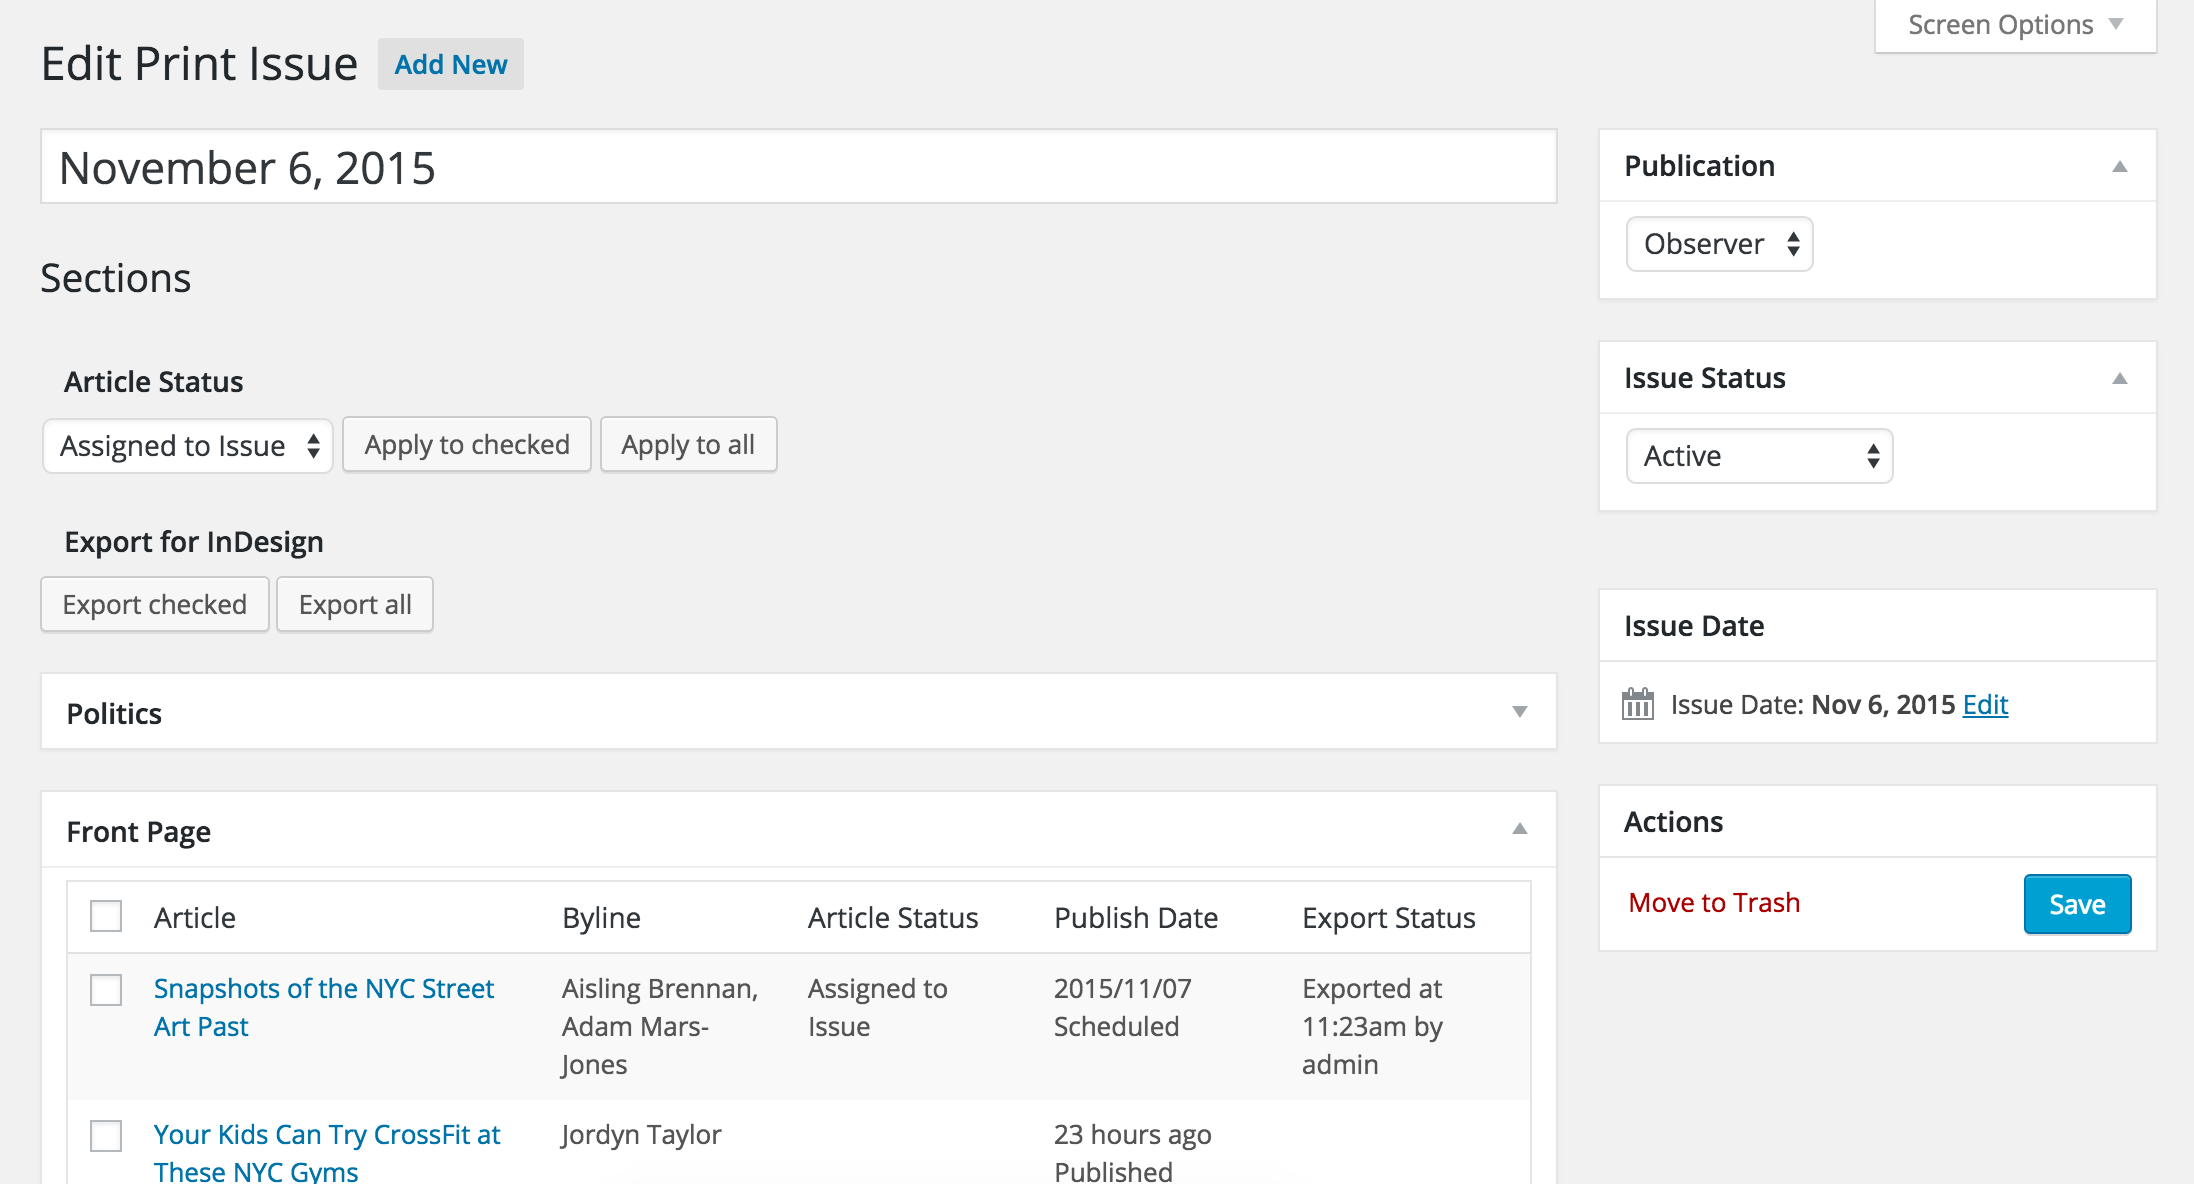 Screen Options
Edit Print Issue Add New
November 6, 2015
Sections
Article Status
Assigned to Issue Apply to checked Apply to all
Export for InDesign
Export checked Export all
Politics
Front Page
Article Byline Article Status Publish Date Export Status
Snapshots of the NYC Street Aisling Brennan, Assigned to 2015/11/07 Exported at
Art Past Adam Mars- Issue Scheduled 11:23am by
Jones admin
Your Kids Can Try CrossFit at Jordyn Taylor 23 hours ago
These NYC Gyms Published
Publication
Observer
Issue Status
Active
Issue Date
Issue Date: Nov 6, 2015 Edit
Actions
Move to Trash Save